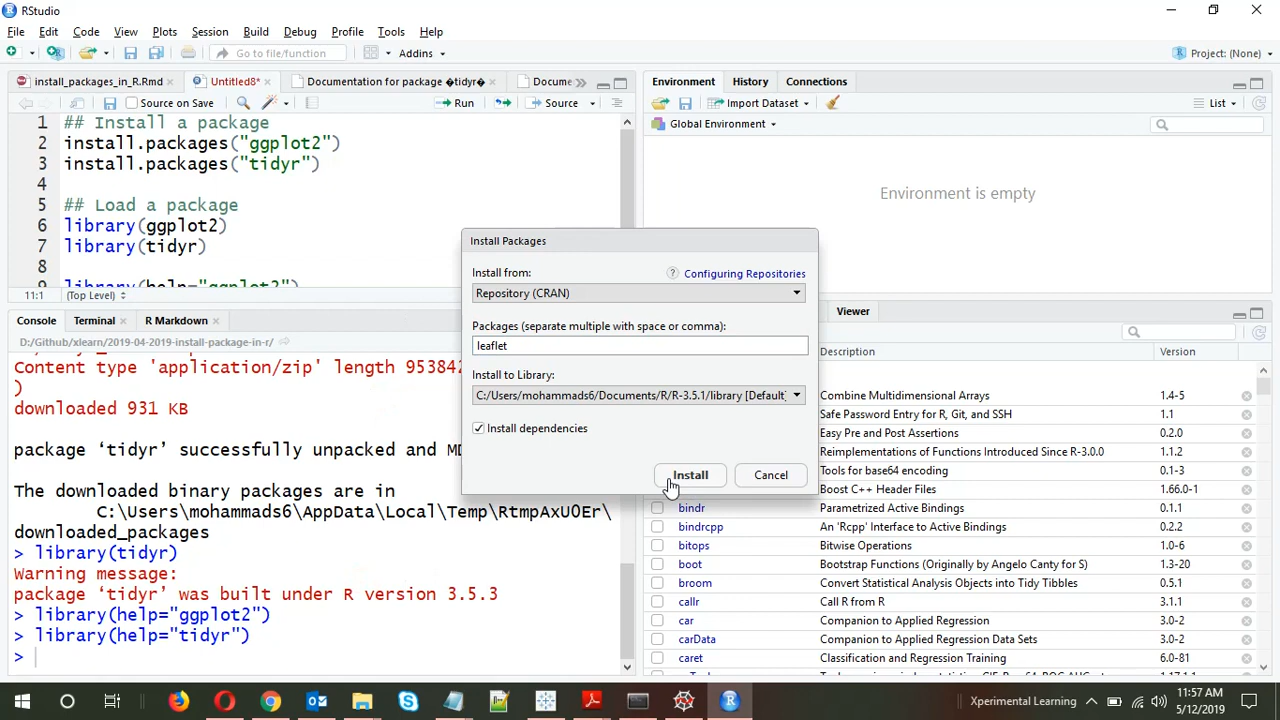 RStudio
File Edit Code View Plots Session Build Debug Profile Tools Help
Go to file/function Addins Project: (None)
install_packages_in_R.Rmd Untitled8* Documentation for package �tidyr� Docume
Source on Save Run Source
1 ## Install a package
2 install.packages("ggplot2")
3 install.packages("tidyr")
4
5 ## Load a package
6 library(ggplot2)
7 library(tidyr)
8
library(help="ggplot2")
11:1 (Top Level)
Console Terminal R Markdown
D:/Github/xlearn/2019-04-2019-install-package-in-r/
Content type 'application/zip' length 953842
)
downloaded 931 KB
package ‘tidyr’ successfully unpacked and MD
The downloaded binary packages are in
C:\Users\mohammads6\AppData\Local\Temp\RtmpAxU0Er\
downloaded_packages
> library(tidyr)
Warning message:
package ‘tidyr’ was built under R version 3.5.3
> library(help="ggplot2")
> library(help="tidyr")
>
Environment History Connections
Import Dataset List
Global Environment
Environment is empty
Install Packages
Install from:
? Configuring Repositories
Repository (CRAN)
Packages (separate multiple with space or comma):
leaflet
Install to Library:
C:/Users/mohammads6/Documents/R/R-3.5.1/library [Default]
Install dependencies
Install Cancel
Viewer
Description Version
Combine Multidimensional Arrays 1.4-0
Safe Password Entry for R, Git, and SSH 1.1
Easy Pre and Post Assertions 0.2.0
Reimplementations of Functions Introduced Since R-3.0.0 1.1.2
Tools for base64 encoding 0.1-3
Boost C++ Header Files 1.66.0-1
bindr Parametrized Active Bindings 0.1.1
bindrcpp An 'Rcpp' Interface to Active Bindings 0.2.2
bitops Bitwise Operations 1.0-6
boot Bootstrap Functions (Originally by Angelo Canty for S) 1.3-20
broom Convert Statistical Analysis Objects into Tidy Tibbles 0.5.1
callr Call R from R 3.1.1
car Companion to Applied Regression 3.0-2
carData Companion to Applied Regression Data Sets 3.0-2
caret Classification and Regression Training 6.0-81
Xperimental Learning
11:57 AM
5/12/2019